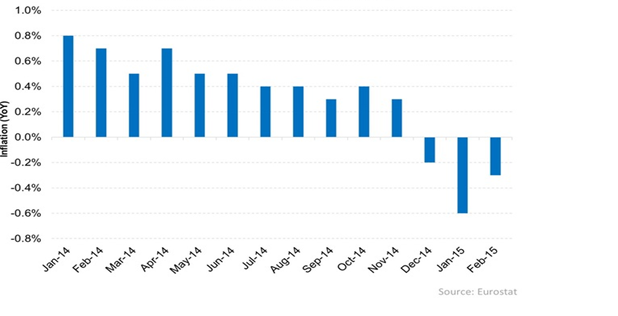 1.0%
0.8%
0.6%
0.4%
0.2%
0.0%
-0.2%
-0.4%
-0.6%
-0.8%
Inflation (YoY)
Jan-14
Feb-14
Mar-14
Apr-14
May-14
Jun-14
Jul-14
Aug-14
Sep-14
Oct-14
Nov-14
Dec-14
Jan-15
Feb-15
Source: Eurostat